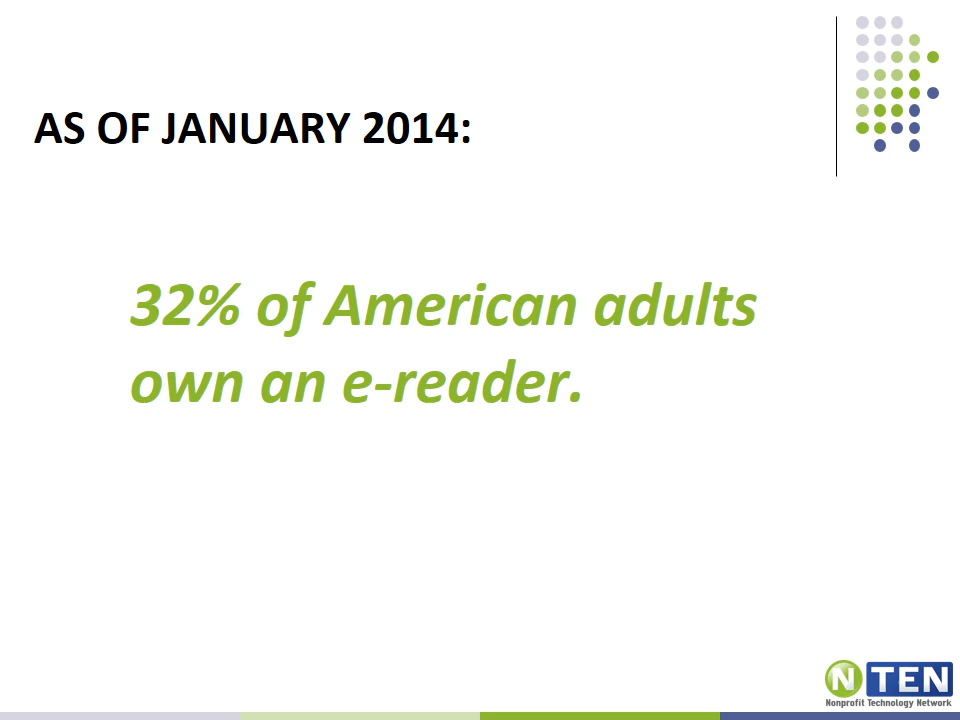 AS OF JANUARY 2014:
32% of American adults
own an e-reader.
N TEN
Nonprofit Technology Network